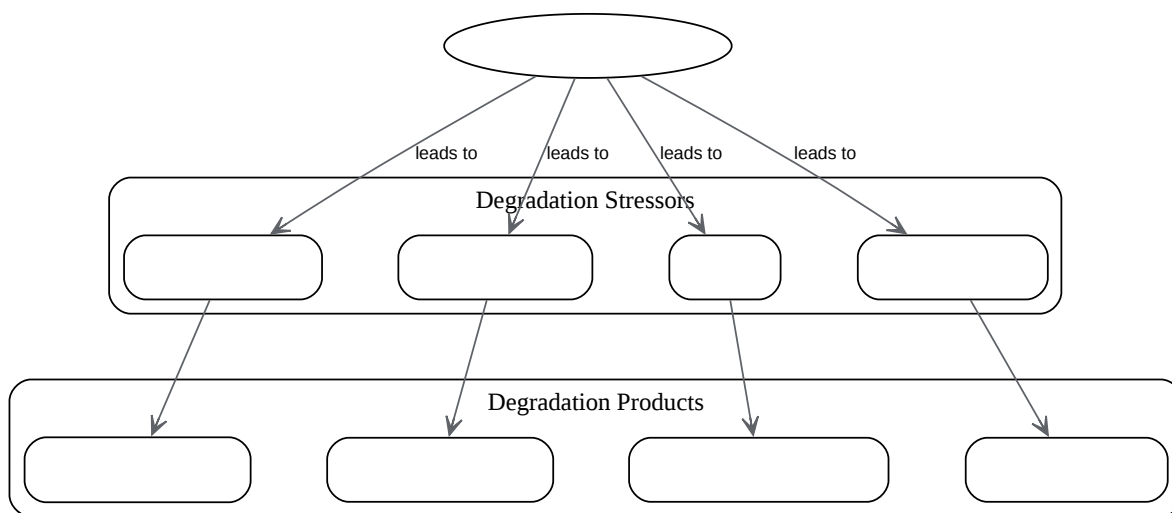 leads to
leads to
leads to
leads to
Degradation Stressors
Degradation Products